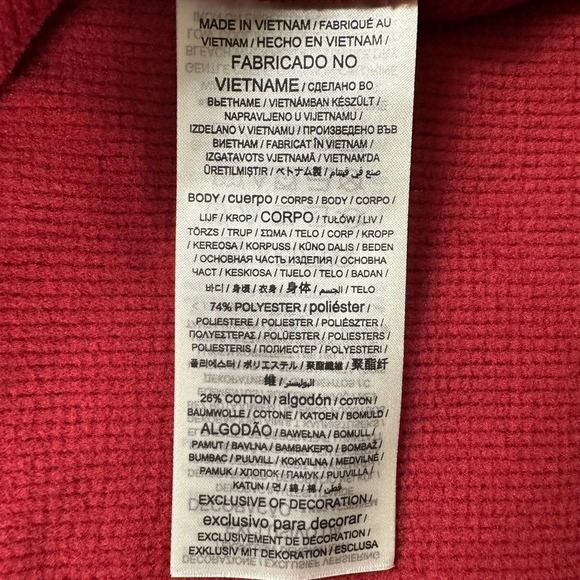 MADE IN VIETNAM / FABRIQUÉ AU
VIETNAM / HECHO EN VIETNAM /
FABRICADO NO
VIETNAME / СДЕЛАНО ВО
ВЬЕТНАМЕ / VIETNÁMBAN KÉSZÜLT /
NAPRAVLJENO U VIJETNAMU /
IZDELANO V VIETNAMU / ПРОИЗВЕДЕНО ВЪВ
ВИЕТНАМ / FABRICAT ÎN VIETNAM /
IZGATAVOTS VJETNAMĀ / VIETNAM'DA
ÜRETILMIŞTIR / ベトナム製 / صنع في فيتنام
BODY / cuerpo / CORPS / BODY / CORPO /
LIJF / KROP / CORPO / TUŁÓW / LIV /
TÖRZS / TRUP / ΣΩΜΑ / TELO / CORP / KROPP
/ KEREOSA / KORPUSS / KŪNO DALIS / BEDEN
/ ОСНОВНАЯ ЧАСТЬ ИЗДЕЛИЯ / ОСНОВНА
ЧАСТ / KESKIOSA / TIJELO / TELO / BADAN /
바디 / 身頃 / 衣身 / 身体 / الجسم / TELO
74% POLYESTER / poliéster /
POLIESTERE / POLIESTER / POLIÉSZTER /
ΠΟΛΥΕΣΤΕΡΑΣ / POLÜESTER / POLIESTERS /
POLIESTERIS / ПОЛИЕСТЕР / POLYESTERI /
폴리에스터 / ポリエステル / 聚酯纖維 / 聚酯纤
维 / البوليستر /
26% COTTON / algodón / COTON /
BAUMWOLLE / COTONE / KATOEN / BOMULD /
ALGODÃO / BAWEŁNA / BOMULL /
PAMUT / BAVLNA / ΒΑΜΒΑΚΕΡΟ / BOMBAŽ /
BUMBAC / PUUVILL / KOKVILNA / MEDVILNĖ /
PAMUK / ХЛОПОК / ПАМУК / PUUVILLA /
KATUN / 면 / 綿 / 棉 / قطن
EXCLUSIVE OF DECORATION /
exclusivo para decorar /
EXCLUSIVEMENT DE DÉCORATION /
EXKLUSIV MIT DEKORATION / ESCLUSA